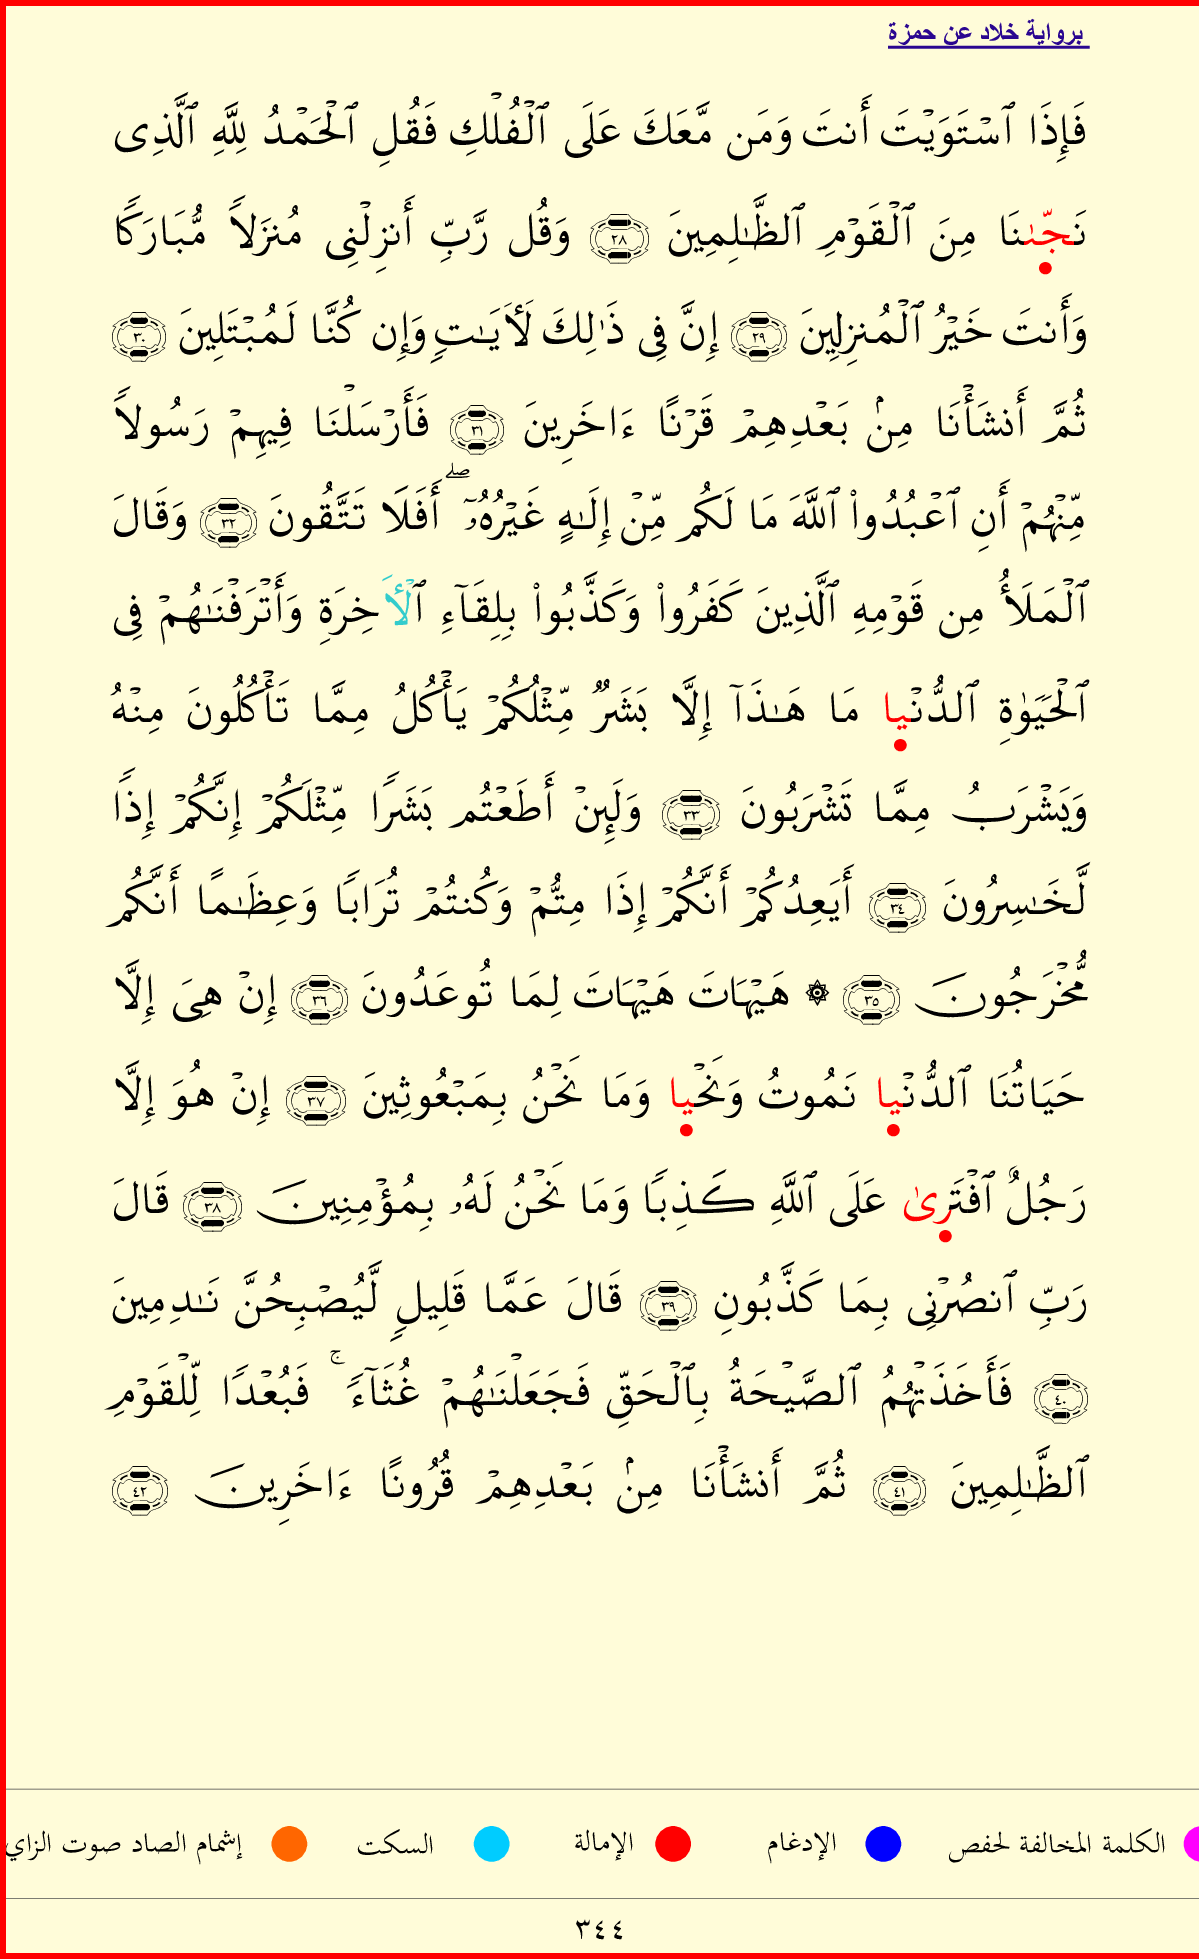 برواية خلاد عن حمزة
فَإِذَا ٱسْتَوَيْتَ أَنتَ وَمَن مَّعَكَ عَلَى ٱلْفُلْكِ فَقُلِ ٱلْحَمْدُ لِلَّهِ ٱلَّذِى
نَجَّىٰنَا مِنَ ٱلْقَوْمِ ٱلظَّـٰلِمِينَ ٢٨ وَقُل رَّبِّ أَنزِلْنِى مُنزَلاً مُّبَارَكًا
وَأَنتَ خَيْرُ ٱلْمُنزِلِينَ ٢٩ إِنَّ فِى ذَٰلِكَ لَأَيَـٰتٍ وَإِن كُنَّا لَمُبْتَلِينَ ٣٠
ثُمَّ أَنشَأْنَا مِنۢ بَعْدِهِمْ قَرْنًا ءَاخَرِينَ ٣١ فَأَرْسَلْنَا فِيهِمْ رَسُولاً
مِّنْهُمْ أَنِ ٱعْبُدُوا۟ ٱللَّهَ مَا لَكُم مِّنْ إِلَـٰهٍ غَيْرُهُۥٓ ۖ أَفَلَا تَتَّقُونَ ٣٢ وَقَالَ
ٱلْمَلَأُ مِن قَوْمِهِ ٱلَّذِينَ كَفَرُوا۟ وَكَذَّبُوا۟ بِلِقَآءِ ٱلْأَخِرَةِ وَأَتْرَفْنَـٰهُمْ فِى
ٱلْحَيَوٰةِ ٱلدُّنْيا مَا هَـٰذَآ إِلَّا بَشَرٌ مِّثْلُكُمْ يَأْكُلُ مِمَّا تَأْكُلُونَ مِنْهُ
وَيَشْرَبُ مِمَّا تَشْرَبُونَ ٣٣ وَلَئِنْ أَطَعْتُم بَشَرًا مِّثْلَكُمْ إِنَّكُمْ إِذًا
لَّخَـٰسِرُونَ ٣٤ أَيَعِدُكُمْ أَنَّكُمْ إِذَا مِتُّمْ وَكُنتُمْ تُرَابًا وَعِظَـٰمًا أَنَّكُم
مُّخْرَجُونَ ٣٥ ۞ هَيْهَاتَ هَيْهَاتَ لِمَا تُوعَدُونَ ٣٦ إِنْ هِىَ إِلَّا
حَيَاتُنَا ٱلدُّنْيا نَمُوتُ وَنَحْيا وَمَا نَحْنُ بِمَبْعُوثِينَ ٣٧ إِنْ هُوَ إِلَّا
رَجُلٌ ٱفْتَرِىٰ عَلَى ٱللَّهِ كَذِبًا وَمَا نَحْنُ لَهُۥ بِمُؤْمِنِينَ ٣٨ قَالَ
رَبِّ ٱنصُرْنِى بِمَا كَذَّبُونِ ٣٩ قَالَ عَمَّا قَلِيلٍ لَّيُصْبِحُنَّ نَـٰدِمِينَ
٤٠ فَأَخَذَتْهُمُ ٱلصَّيْحَةُ بِٱلْحَقِّ فَجَعَلْنَـٰهُمْ غُثَآءً ۚ فَبُعْدًا لِّلْقَوْمِ
ٱلظَّـٰلِمِينَ ٤١ ثُمَّ أَنشَأْنَا مِنۢ بَعْدِهِمْ قُرُونًا ءَاخَرِينَ ٤٢
الكلمة المخالفة لحفص الإدغام الإمالة السكت إشمام الصاد صوت الزاي
٣٤٤